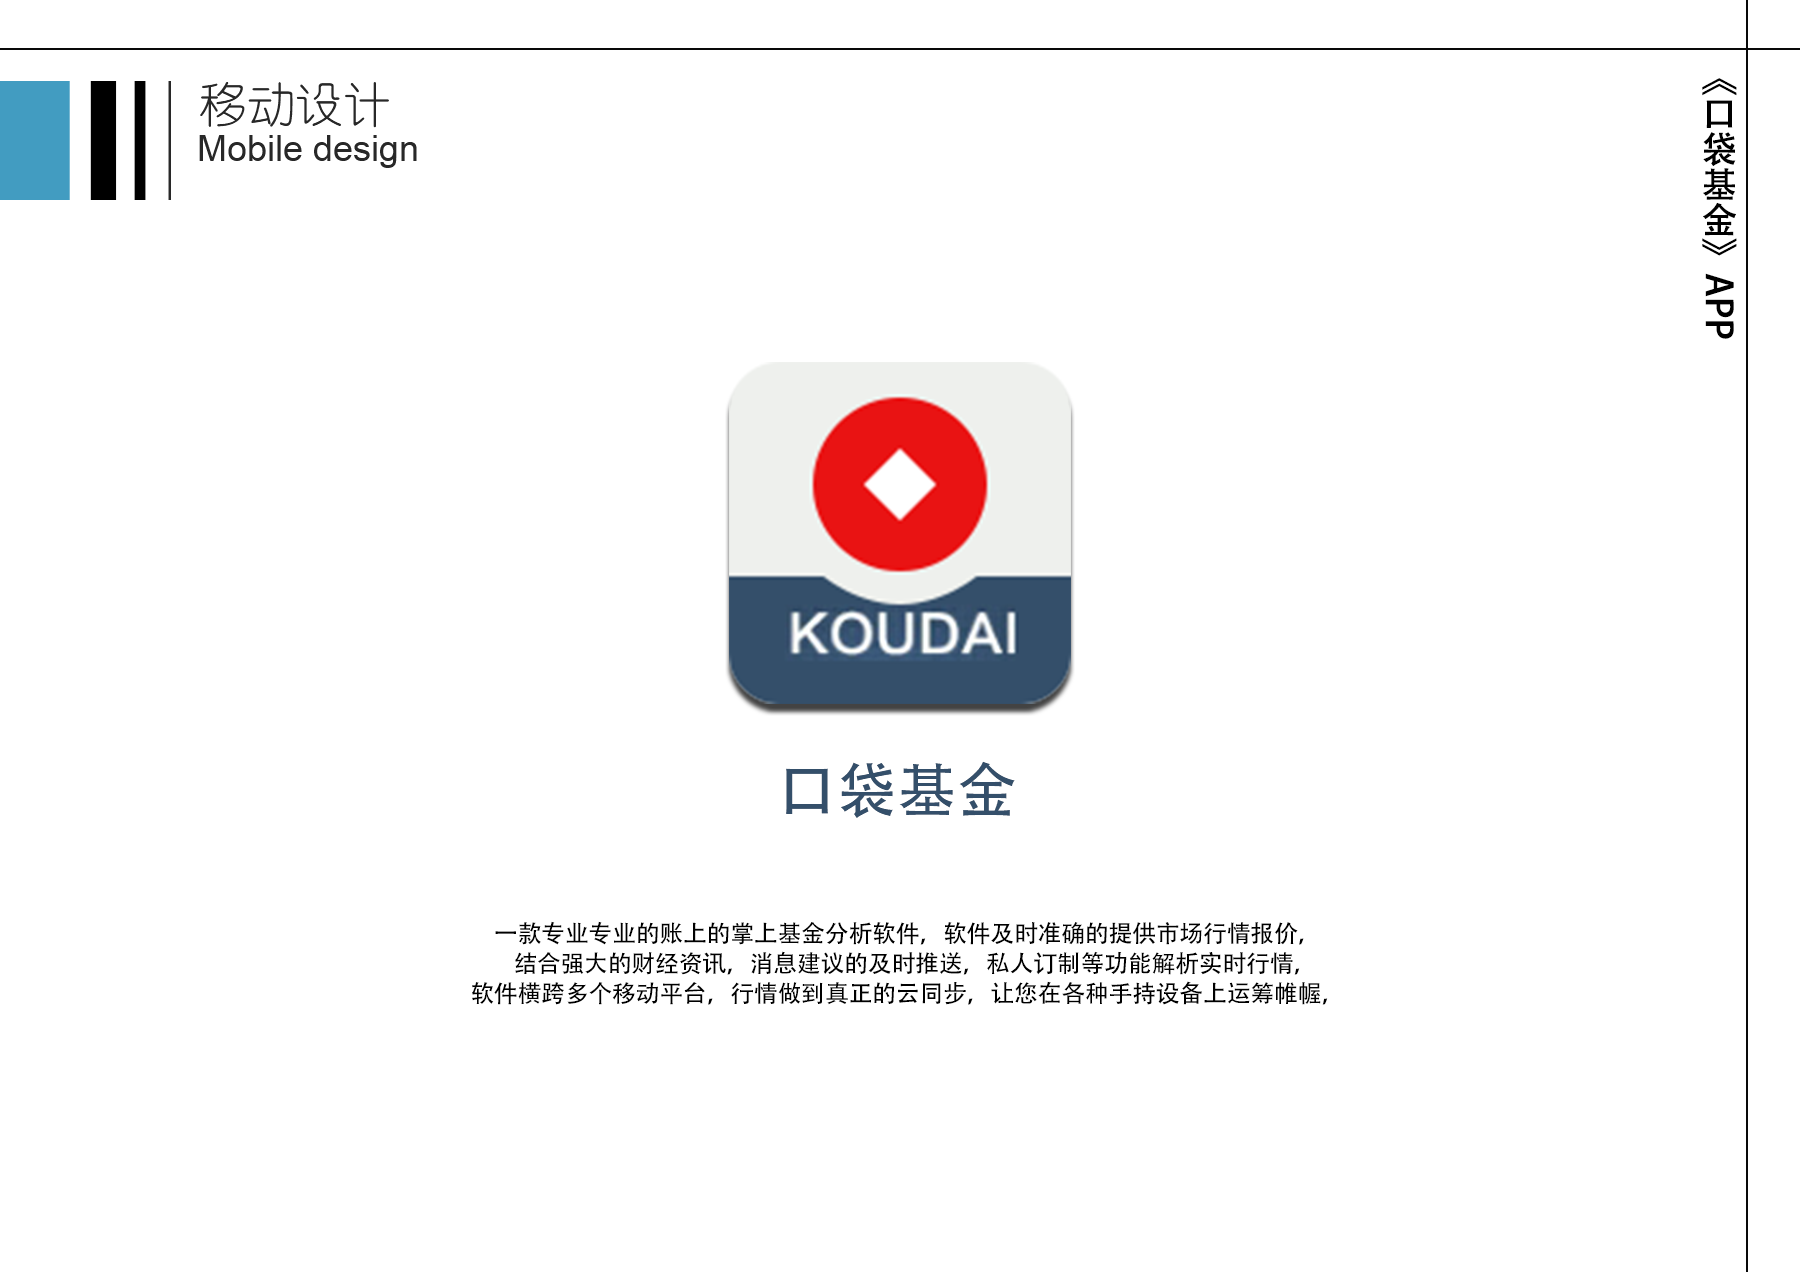 移动设计
Mobile design
《口袋基金》APP
KOUDAI
口袋基金
一款专业专业的账上的掌上基金分析软件，软件及时准确的提供市场行情报价，
结合强大的财经资讯，消息建议的及时推送，私人订制等功能解析实时行情，
软件横跨多个移动平台，行情做到真正的云同步，让您在各种手持设备上运筹帷幄，